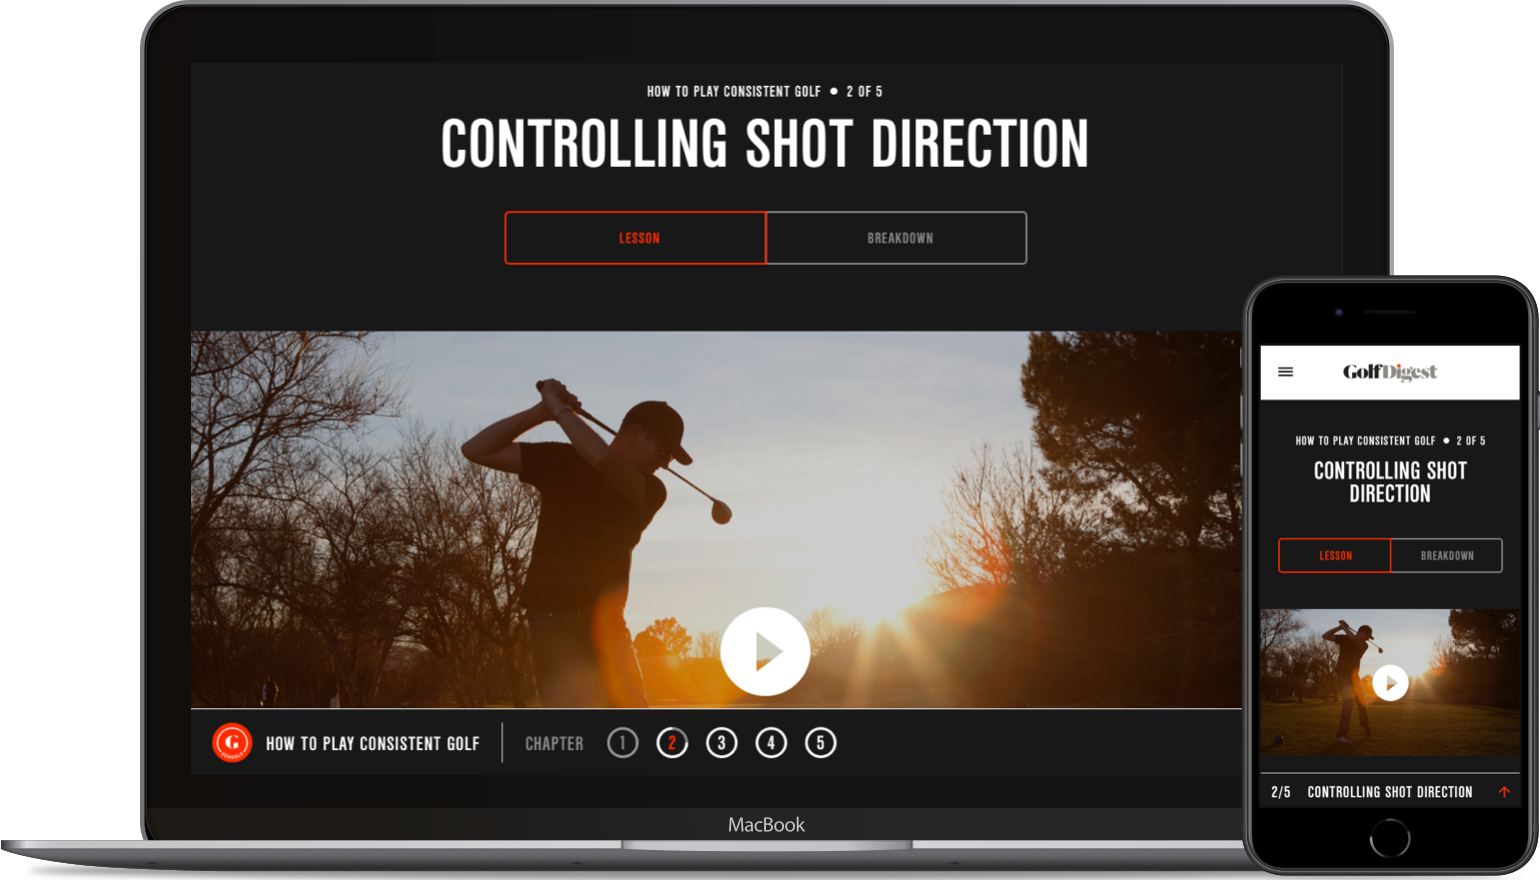 HOW TO PLAY CONSISTENT GOLF ● 2 OF 5
CONTROLLING SHOT DIRECTION
LESSON
BREAKDOWN
G
SCHOOLS
HOW TO PLAY CONSISTENT GOLF
CHAPTER 1 2 3 4 5
MacBook
GolfDigest
HOW TO PLAY CONSISTENT GOLF ● 2 OF 5
CONTROLLING SHOT
DIRECTION
LESSON
BREAKDOWN
2/5 CONTROLLING SHOT DIRECTION